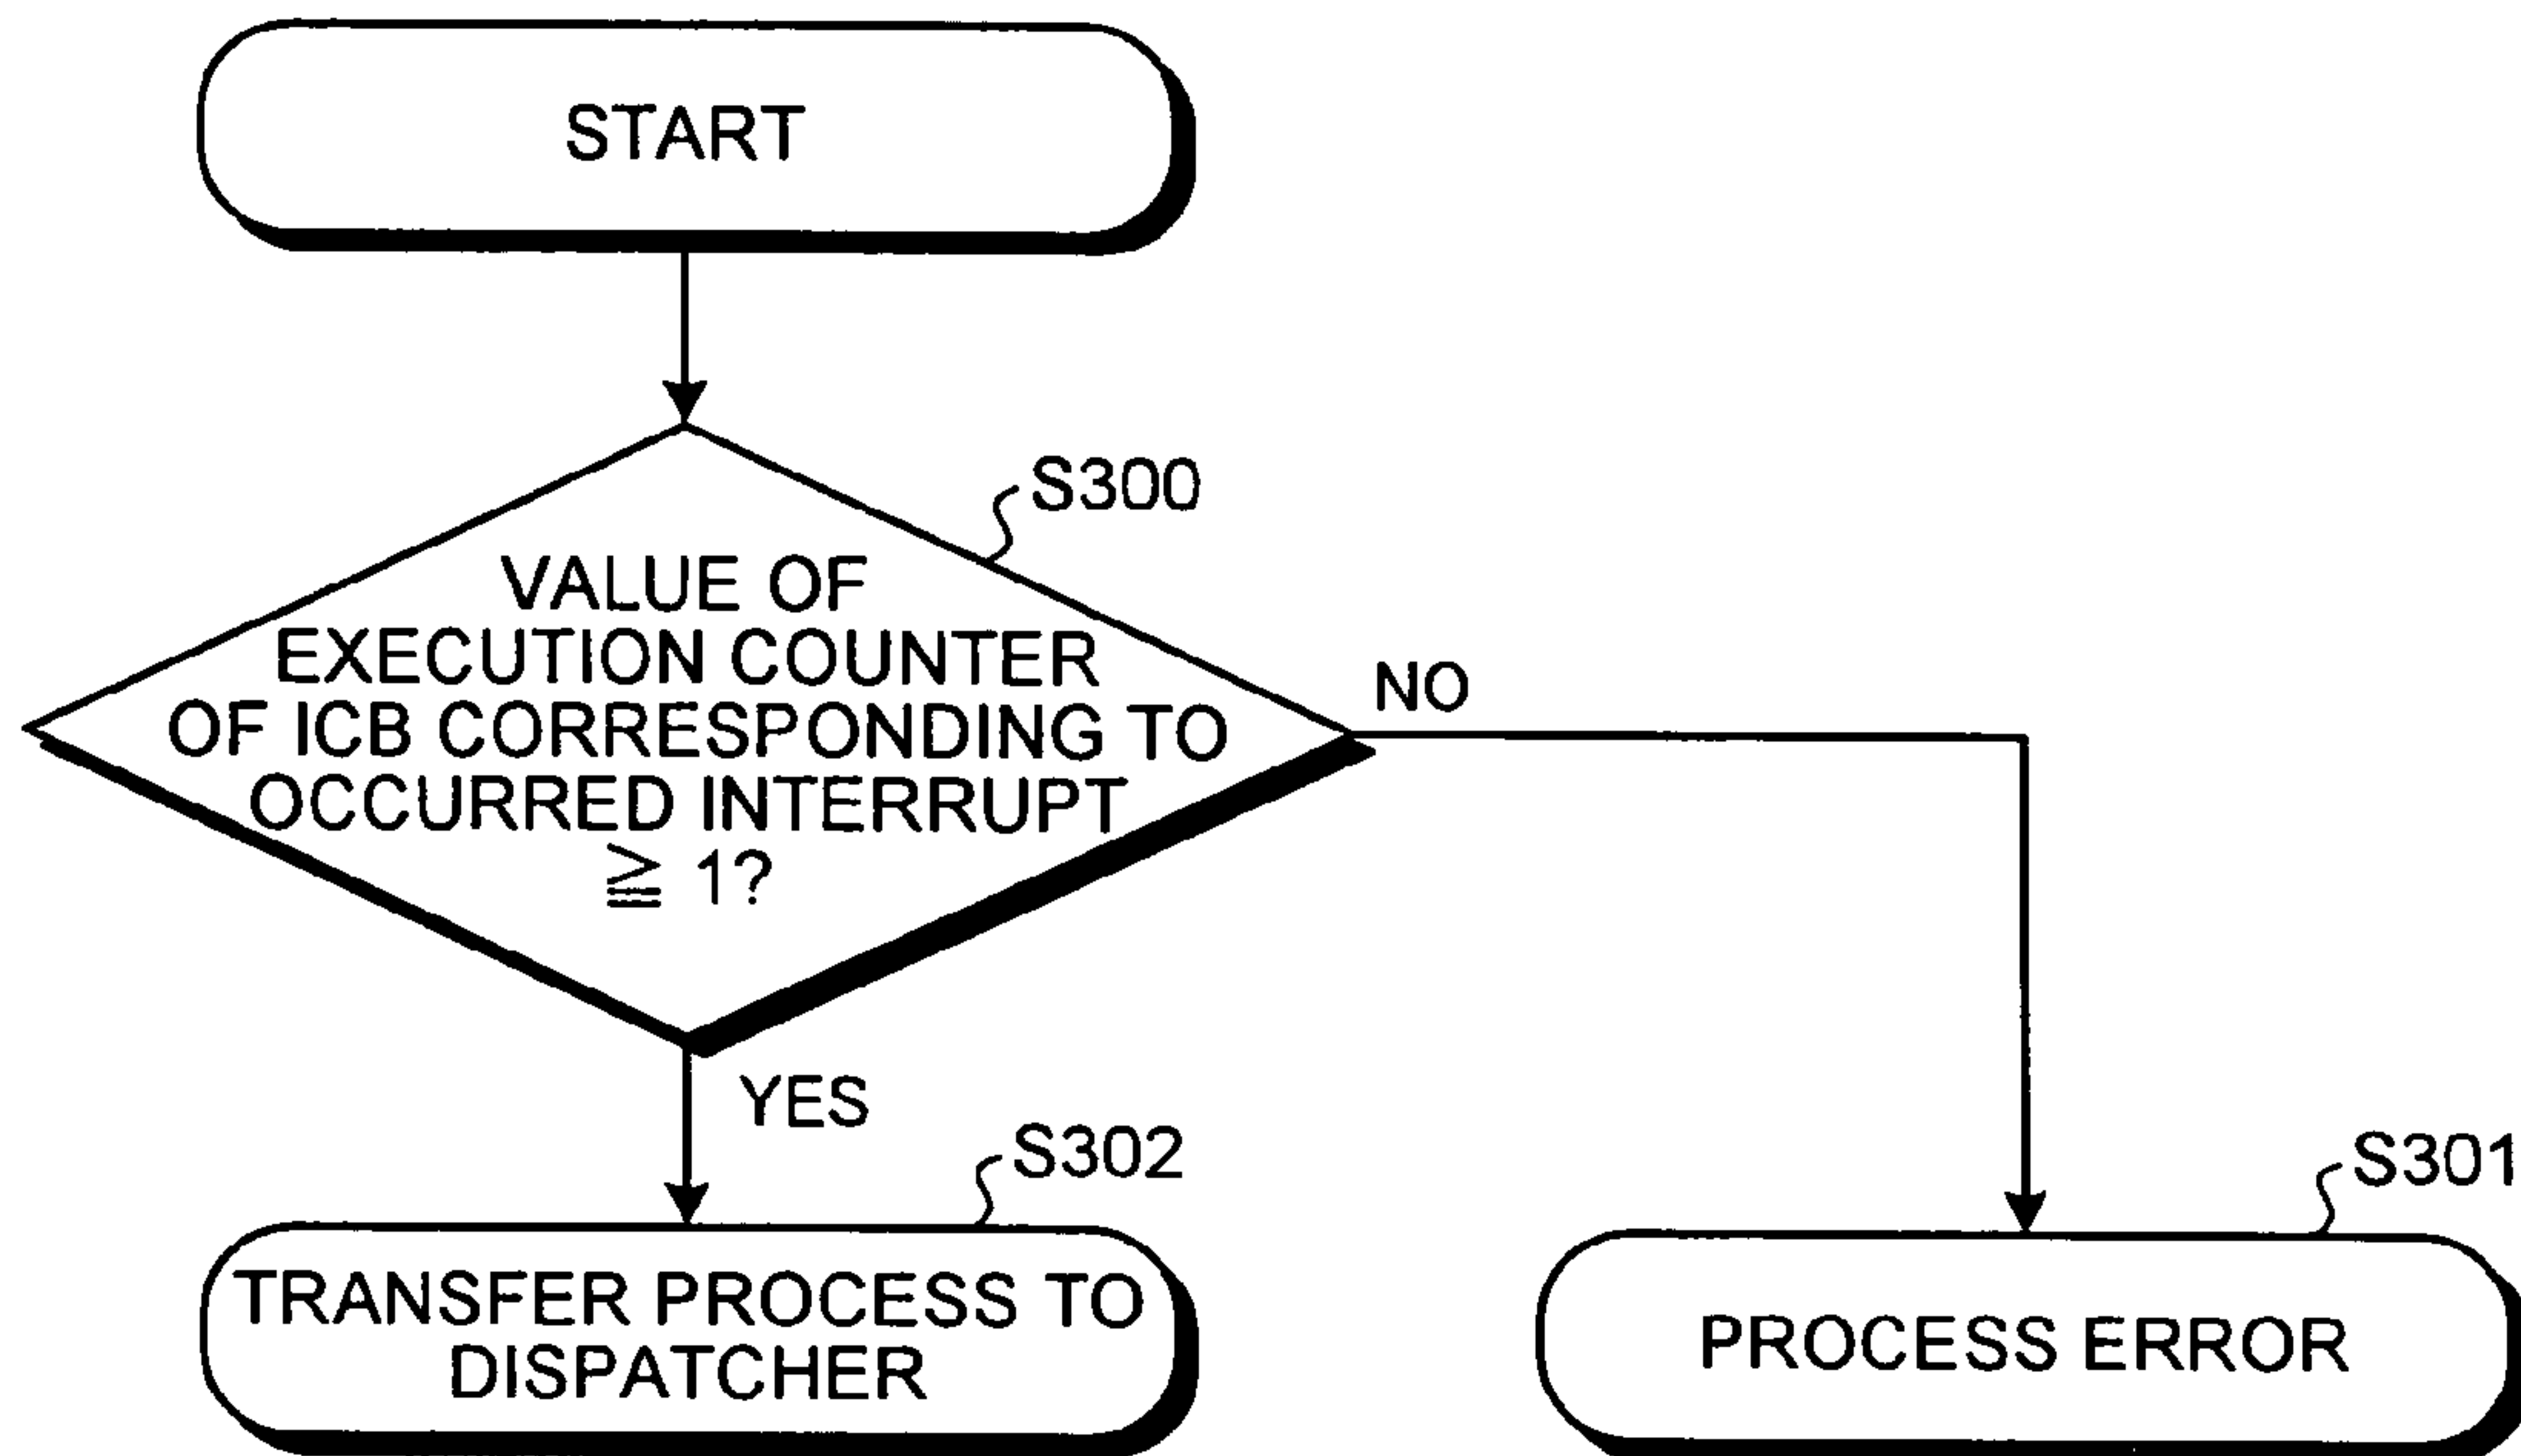 START
S300
VALUE OF
EXECUTION COUNTER
OF ICB CORRESPONDING TO
OCCURRED INTERRUPT
≧ 1?
NO
YES
S302
TRANSFER PROCESS TO
DISPATCHER
S301
PROCESS ERROR